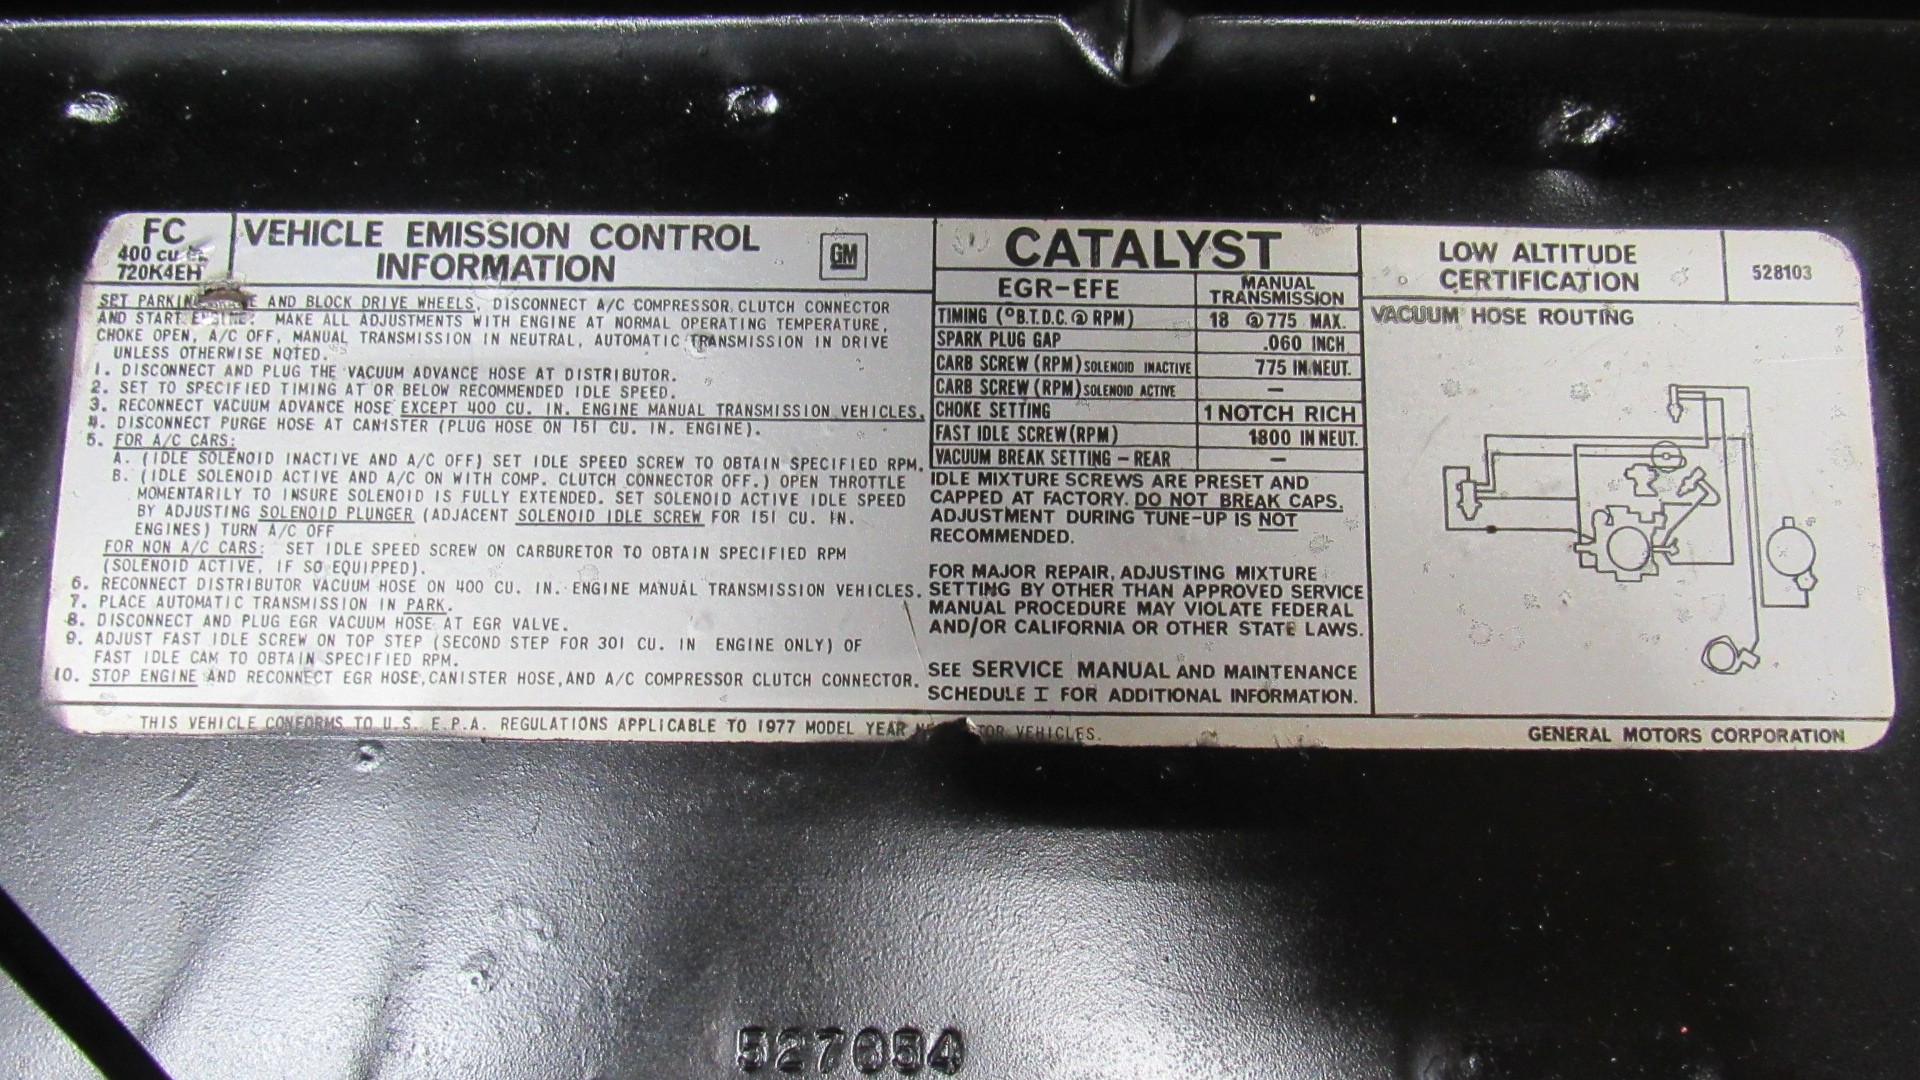 FC
400 cu
720K4EH
VEHICLE EMISSION CONTROL
INFORMATION
GM
SET AND BLOCK DRIVE WHEELS, DISCONNECT A/C COMPRESSOR CLUTCH CONNECTOR
AND START ENGINE. MAKE ALL ADJUSTMENTS WITH ENGINE AT NORMAL OPERATING TEMPERATURE,
CHOKE OPEN, A/C OFF, MANUAL TRANSMISSION IN NEUTRAL, AUTOMATIC TRANSMISSION IN DRIVE
UNLESS OTHERWISE NOTED.
1. DISCONNECT AND PLUG THE VACUUM ADVANCE HOSE AT DISTRIBUTOR.
2. SET TO SPECIFIED TIMING AT OR BELOW RECOMMENDED IDLE SPEED.
3. RECONNECT VACUUM ADVANCE HOSE EXCEPT 400 CU. IN. ENGINE MANUAL TRANSMISSION VEHICLES.
4. DISCONNECT PURGE HOSE AT CANISTER (PLUG HOSE ON 151 CU. IN. ENGINE).
5. FOR A/C CARS:
A. (IDLE SOLENOID INACTIVE AND A/C OFF) SET IDLE SPEED SCREW TO OBTAIN SPECIFIED RPM.
B. (IDLE SOLENOID ACTIVE AND A/C ON WITH COMP. CLUTCH CONNECTOR OFF.) OPEN THROTTLE
MOMENTARILY TO INSURE SOLENOID IS FULLY EXTENDED. SET SOLENOID ACTIVE IDLE SPEED
BY ADJUSTING SOLENOID PLUNGER (ADJACENT SOLENOID IDLE SCREW FOR 151 CU. IN.
ENGINES) TURN A/C OFF
FOR NON A/C CARS: SET IDLE SPEED SCREW ON CARBURETOR TO OBTAIN SPECIFIED RPM
(SOLENOID ACTIVE, IF SO EQUIPPED).
6. RECONNECT DISTRIBUTOR VACUUM HOSE ON 400 CU. IN. ENGINE MANUAL TRANSMISSION VEHICLES.
7. PLACE AUTOMATIC TRANSMISSION IN PARK.
8. DISCONNECT AND PLUG EGR VACUUM HOSE AT EGR VALVE.
9. ADJUST FAST IDLE SCREW ON TOP STEP (SECOND STEP FOR 301 CU. IN ENGINE ONLY) OF
FAST IDLE CAM TO OBTAIN SPECIFIED RPM.
10. STOP ENGINE AND RECONNECT EGR HOSE, CANISTER HOSE, AND A/C COMPRESSOR CLUTCH CONNECTOR.
CATALYST
EGR-EFE MANUAL TRANSMISSION
TIMING (°B.T.D.C. @ RPM) 18 @ 775 MAX.
SPARK PLUG GAP .060 INCH
CARB SCREW (RPM) SOLENOID INACTIVE 775 IN NEUT.
CARB SCREW (RPM) SOLENOID ACTIVE —
CHOKE SETTING 1 NOTCH RICH
FAST IDLE SCREW (RPM) 1800 IN NEUT.
VACUUM BREAK SETTING - REAR —
IDLE MIXTURE SCREWS ARE PRESET AND
CAPPED AT FACTORY. DO NOT BREAK CAPS.
ADJUSTMENT DURING TUNE-UP IS NOT
RECOMMENDED.
FOR MAJOR REPAIR, ADJUSTING MIXTURE
SETTING BY OTHER THAN APPROVED SERVICE
MANUAL PROCEDURE MAY VIOLATE FEDERAL
AND/OR CALIFORNIA OR OTHER STATE LAWS.
SEE SERVICE MANUAL AND MAINTENANCE
SCHEDULE I FOR ADDITIONAL INFORMATION.
LOW ALTITUDE
CERTIFICATION
528103
VACUUM HOSE ROUTING
THIS VEHICLE CONFORMS TO U.S. E.P.A. REGULATIONS APPLICABLE TO 1977 MODEL YEAR VEHICLES.
GENERAL MOTORS CORPORATION
527654